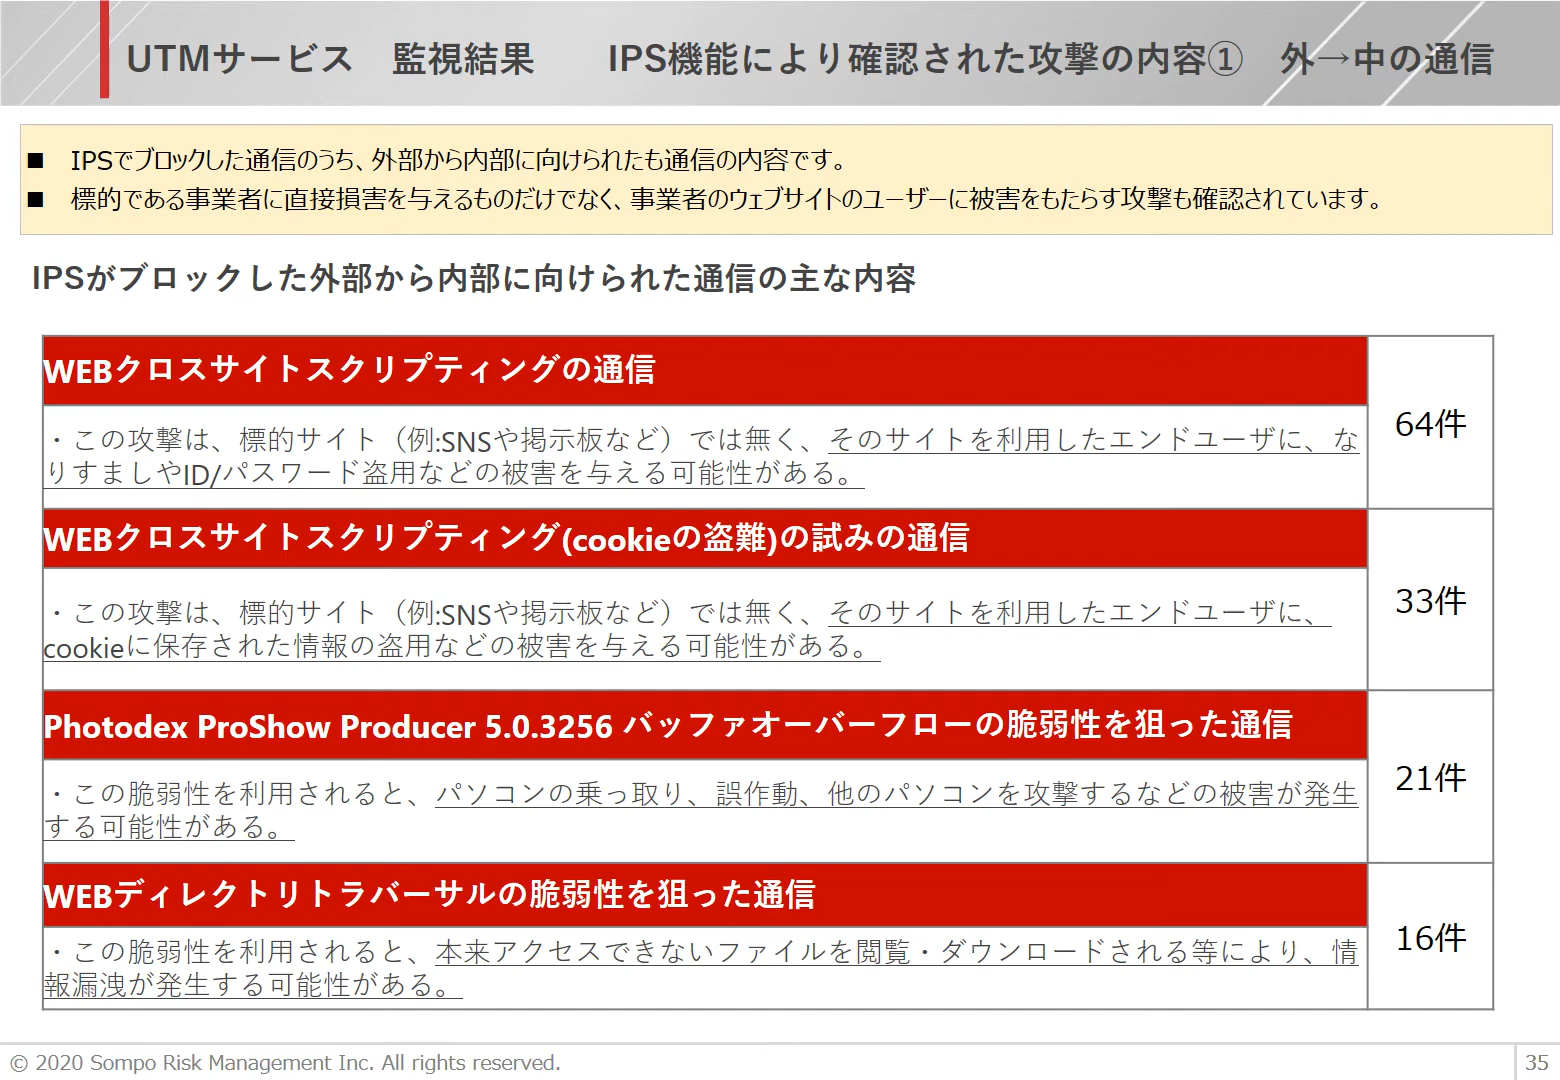 UTMサービス　監視結果　　IPS機能により確認された攻撃の内容①　外→中の通信
■ IPSでブロックした通信のうち、外部から内部に向けられたも通信の内容です。
■ 標的である事業者に直接損害を与えるものだけでなく、事業者のウェブサイトのユーザーに被害をもたらす攻撃も確認されています。
IPSがブロックした外部から内部に向けられた通信の主な内容
WEBクロスサイトスクリプティングの通信
64件
・この攻撃は、標的サイト（例:SNSや掲示板など）では無く、そのサイトを利用したエンドユーザに、な
りすましやID/パスワード盗用などの被害を与える可能性がある。
WEBクロスサイトスクリプティング(cookieの盗難)の試みの通信
33件
・この攻撃は、標的サイト（例:SNSや掲示板など）では無く、そのサイトを利用したエンドユーザに、
cookieに保存された情報の盗用などの被害を与える可能性がある。
Photodex ProShow Producer 5.0.3256 バッファオーバーフローの脆弱性を狙った通信
21件
・この脆弱性を利用されると、パソコンの乗っ取り、誤作動、他のパソコンを攻撃するなどの被害が発生
する可能性がある。
WEBディレクトリトラバーサルの脆弱性を狙った通信
16件
・この脆弱性を利用されると、本来アクセスできないファイルを閲覧・ダウンロードされる等により、情
報漏洩が発生する可能性がある。
© 2020 Sompo Risk Management Inc. All rights reserved.
35